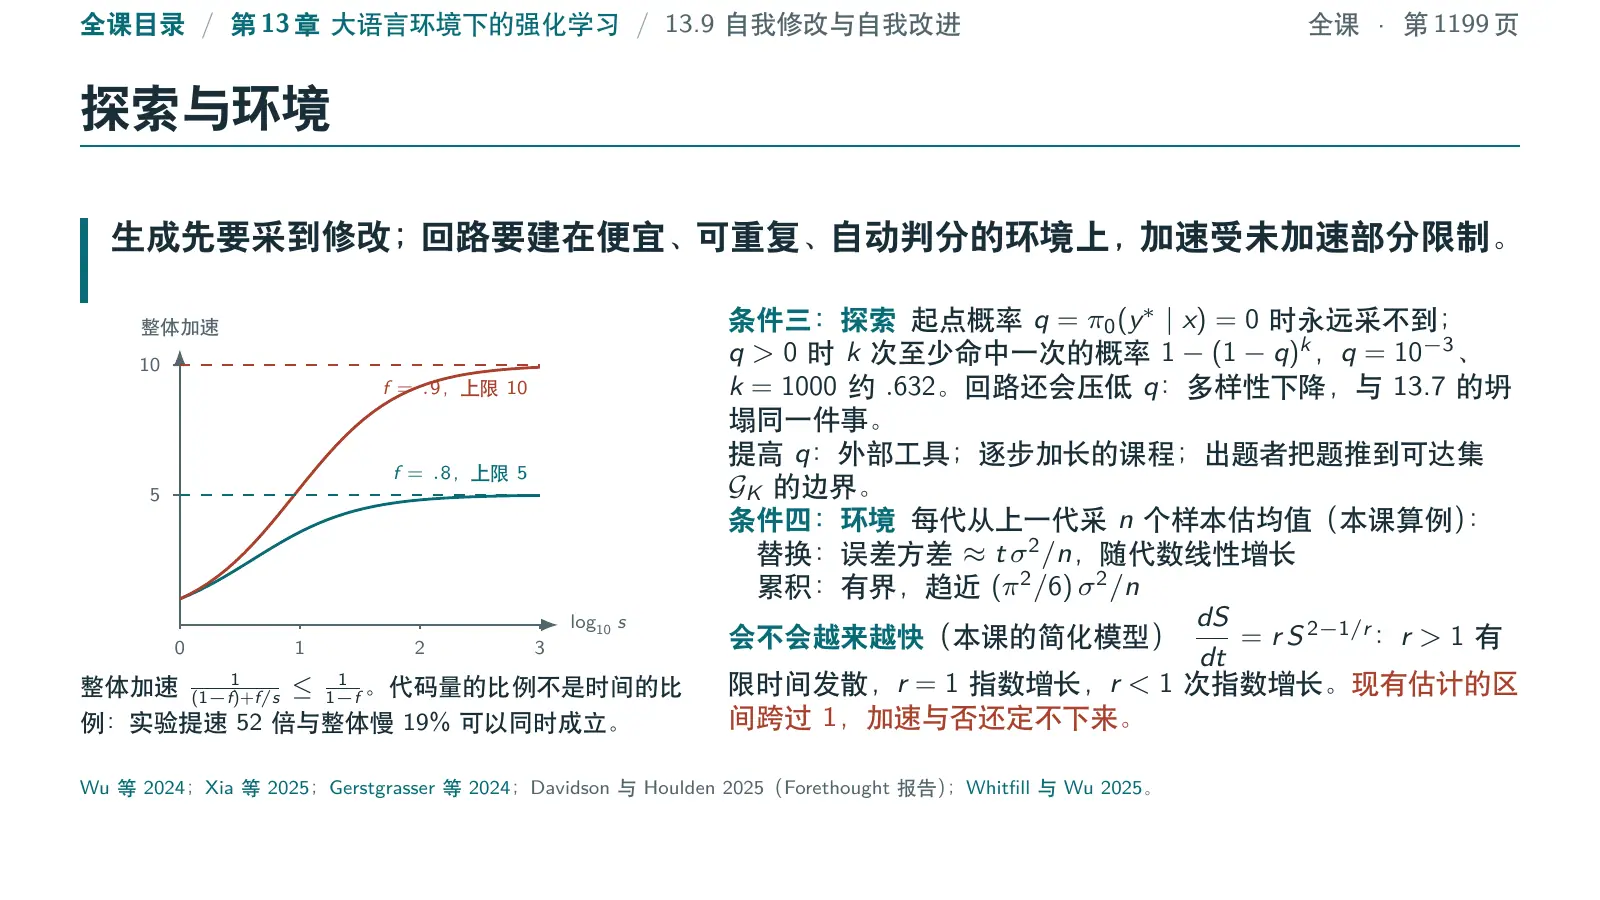 全课目录 / 第 13 章 大语言环境下的强化学习 / 13.9 自我修改与自我改进
全课 · 第 1199 页
探索与环境
生成先要采到修改；回路要建在便宜、可重复、自动判分的环境上，加速受未加速部分限制。
整体加速
10
f = .9，上限 10
f = .8，上限 5
5
log₁₀ s
0 1 2 3
整体加速 1/((1−f)+f/s) ≤ 1/(1−f)。代码量的比例不是时间的比
例：实验提速 52 倍与整体慢 19% 可以同时成立。
条件三：探索 起点概率 q = π₀(y* | x) = 0 时永远采不到；
q > 0 时 k 次至少命中一次的概率 1 − (1 − q)ᵏ，q = 10⁻³、
k = 1000 约 .632。回路还会压低 q：多样性下降，与 13.7 的坍
塌同一件事。
提高 q：外部工具；逐步加长的课程；出题者把题推到可达集
𝒢_K 的边界。
条件四：环境 每代从上一代采 n 个样本估均值（本课算例）：
替换：误差方差 ≈ t σ²/n，随代数线性增长
累积：有界，趋近 (π²/6) σ²/n
会不会越来越快（本课的简化模型） dS/dt = r S^{2−1/r}：r > 1 有
限时间发散，r = 1 指数增长，r < 1 次指数增长。现有估计的区
间跨过 1，加速与否还定不下来。
Wu 等 2024；Xia 等 2025；Gerstgrasser 等 2024；Davidson 与 Houlden 2025（Forethought 报告）；Whitfill 与 Wu 2025。